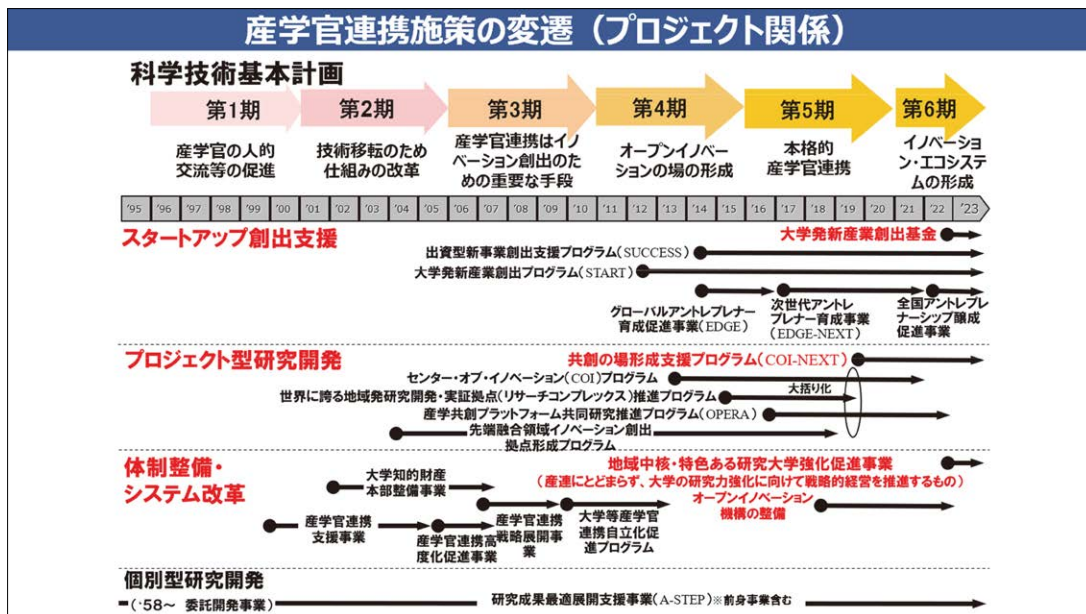 産学官連携施策の変遷（プロジェクト関係）
科学技術基本計画
第1期
第2期
第3期
第4期
第5期
第6期
産学官の人的
交流等の促進
技術移転のため
仕組みの改革
産学官連携はイノ
ベーション創出のた
めの重要な手段
オープンイノベー
ションの場の形成
本格的
産学官連携
イノベーショ
ン・エコシステ
ムの形成
'95 '96 '97 '98 '99 '00 '01 '02 '03 '04 '05 '06 '07 '08 '09 '10 '11 '12 '13 '14 '15 '16 '17 '18 '19 '20 '21 '22 '23
スタートアップ創出支援
大学発新産業創出基金
出資型新事業創出支援プログラム(SUCCESS)
大学発新産業創出プログラム(START)
グローバルアントレプレナー
育成促進事業(EDGE)
次世代アントレ
プレナー育成事業
(EDGE-NEXT)
全国アントレプレ
ナーシップ醸成
促進事業
プロジェクト型研究開発
共創の場形成支援プログラム(COI-NEXT)
センター・オブ・イノベーション(COI)プログラム
世界に誇る地域発研究開発・実証拠点(リサーチコンプレックス)推進プログラム
大括り化
産学共創プラットフォーム共同研究推進プログラム(OPERA)
先端融合領域イノベーション創出
拠点形成プログラム
体制整備・
システム改革
地域中核・特色ある研究大学強化促進事業
(産連にとどまらず、大学の研究力強化に向けて戦略的経営を推進するもの)
大学知的財産
本部整備事業
オープンイノベーション
機構の整備
産学官連携
支援事業
産学官連携高
度化促進事業
産学官連携
戦略展開事
業
大学等産学官
連携自立化促
進プログラム
個別型研究開発
('58～ 委託開発事業)
研究成果最適展開支援事業(A-STEP)※前身事業含む